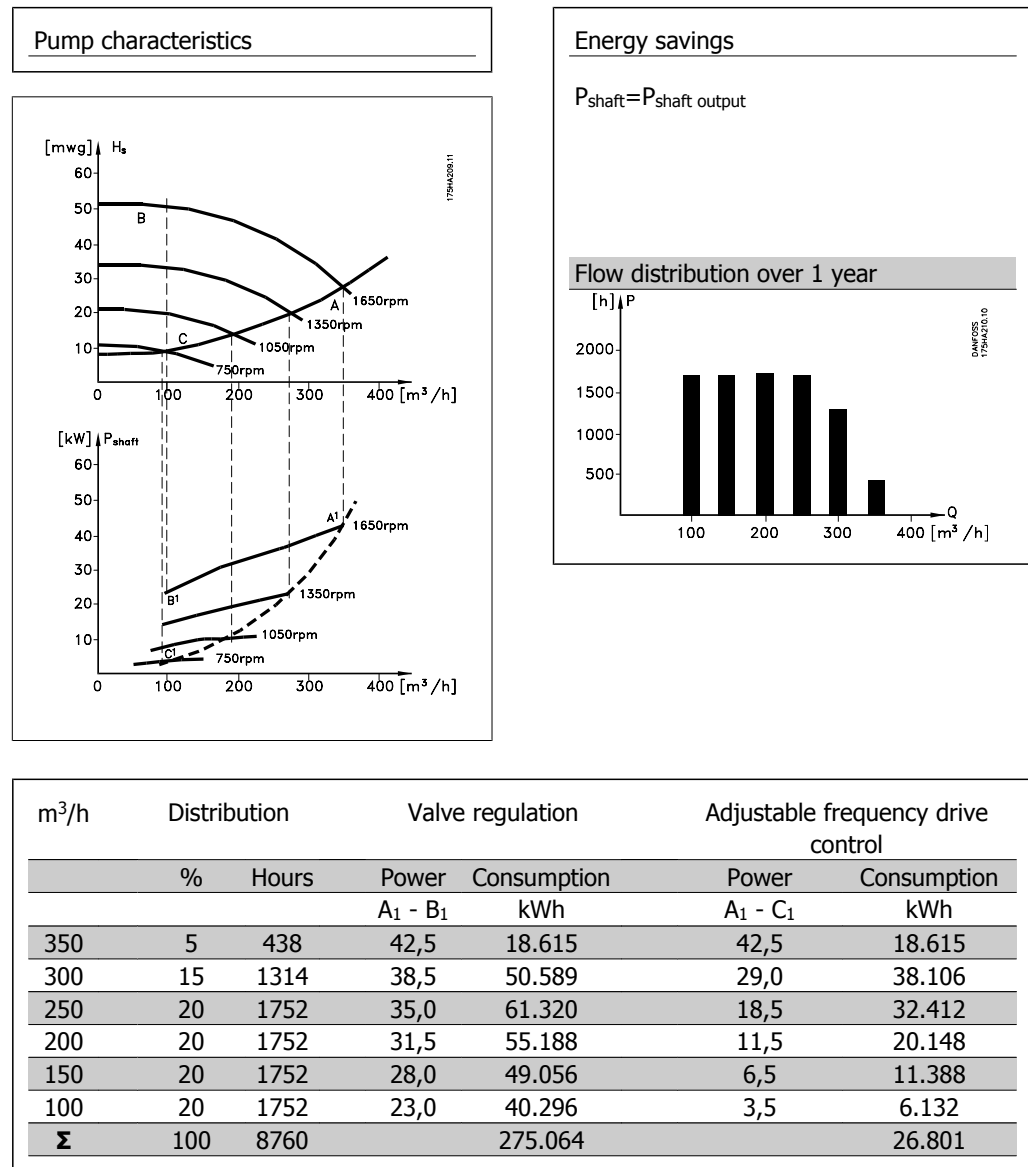 Pump characteristics
[mwg] Hs
60
50
40
30
20
10
B
A
C
1650rpm
1350rpm
1050rpm
750rpm
0 100 200 300 400 [m³/h]
175HA209.11
[kW] Pshaft
60
50
40
30
20
10
A¹
B¹
C¹
1650rpm
1350rpm
1050rpm
750rpm
0 100 200 300 400 [m³/h]
Energy savings
Pshaft=Pshaft output
Flow distribution over 1 year
[h] P
2000
1500
1000
500
100 200 300 400 [m³/h]
Q
DANFOSS
175HA210.10
m³/h Distribution Valve regulation Adjustable frequency drive
control
% Hours Power Consumption Power Consumption
A₁ - B₁ kWh A₁ - C₁ kWh
350 5 438 42,5 18.615 42,5 18.615
300 15 1314 38,5 50.589 29,0 38.106
250 20 1752 35,0 61.320 18,5 32.412
200 20 1752 31,5 55.188 11,5 20.148
150 20 1752 28,0 49.056 6,5 11.388
100 20 1752 23,0 40.296 3,5 6.132
Σ 100 8760 275.064 26.801